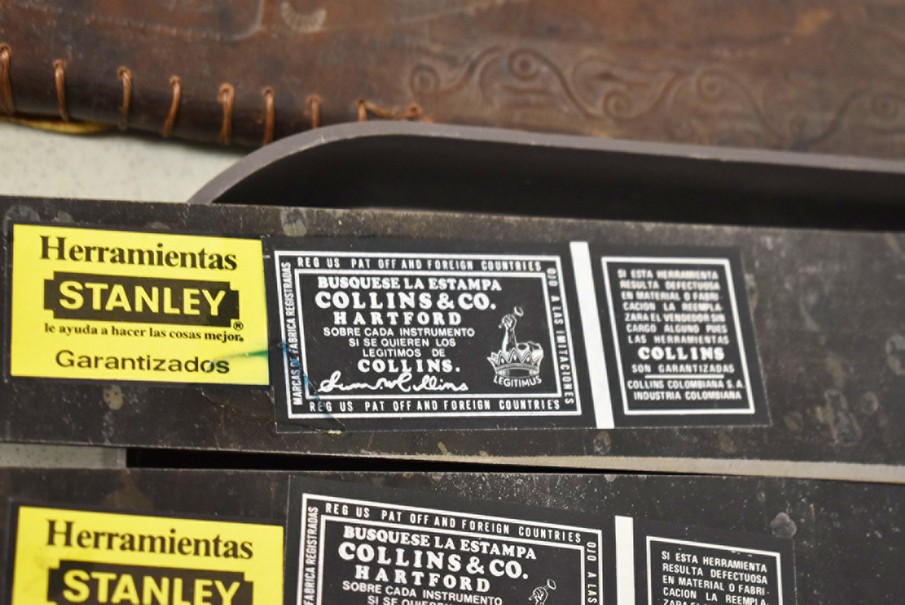 Herramientas
STANLEY®
le ayuda a hacer las cosas mejor.
Garantizados
REG US PAT OFF AND FOREIGN COUNTRIES
MARCAS DE FABRICA REGISTRADAS
BUSQUESE LA ESTAMPA
COLLINS & CO.
HARTFORD
SOBRE CADA INSTRUMENTO
SI SE QUIEREN LOS
LEGITIMOS DE
COLLINS.
LEGITIMUS
OJO A LAS IMITACIONES
REG US PAT OFF AND FOREIGN COUNTRIES
SI ESTA HERRAMIENTA
RESULTA DEFECTUOSA
EN MATERIAL O FABRI-
CACION LA REEMPLA-
ZARA EL VENDEDOR SIN
CARGO ALGUNO PUES
LAS HERRAMIENTAS
COLLINS
SON GARANTIZADAS
COLLINS COLOMBIANA S.A.
INDUSTRIA COLOMBIANA
Herramientas
STANLEY
REG US PAT OFF AND FOREIGN COUNTRIES
FABRICA REGISTRADAS
BUSQUESE LA ESTAMPA
COLLINS & CO.
HARTFORD
SOBRE CADA INSTRUMENTO
SI SE
OJO A LAS
SI ESTA HERRAMIENTA
RESULTA DEFECTUOSA
EN MATERIAL O FABRI-
CACION LA REEMPLA-